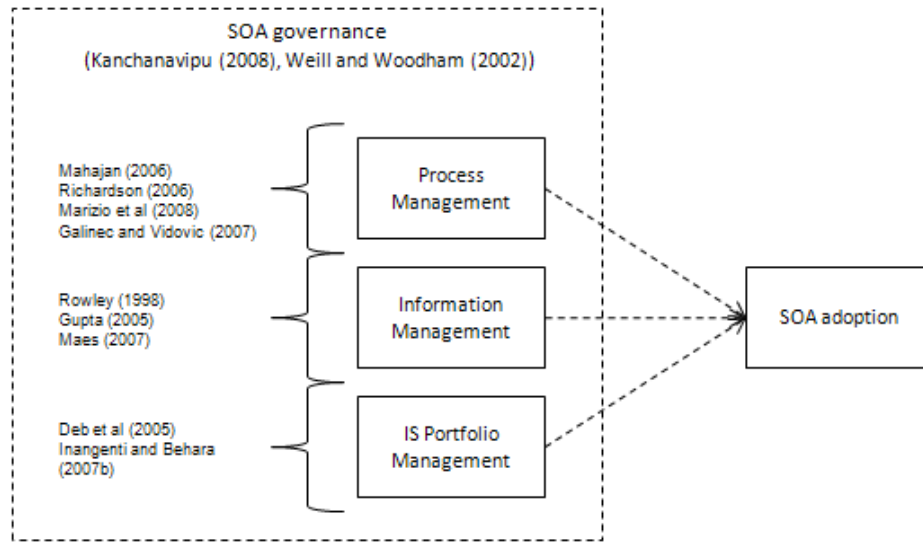 SOA governance
(Kanchanavipu (2008), Weill and Woodham (2002))
Mahajan (2006)
Richardson (2006)
Marizio et al (2008)
Galinec and Vidovic (2007)
Process
Management
Rowley (1998)
Gupta (2005)
Maes (2007)
Information
Management
SOA adoption
Deb et al (2005)
Inangenti and Behara
(2007b)
IS Portfolio
Management